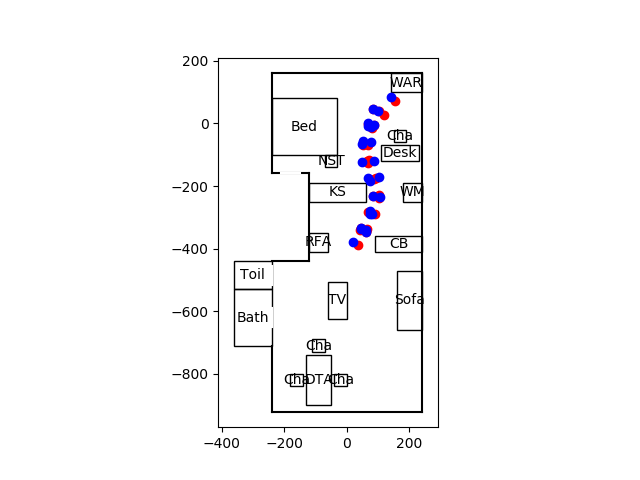 200
WAR
0
Bed
Cha
NST
Desk
−200
KS
WM
−400
RFA
CB
Toil
−600
Bath
TV
Sofa
Cha
−800
Cha
DTA
Cha
−400
−200
0
200